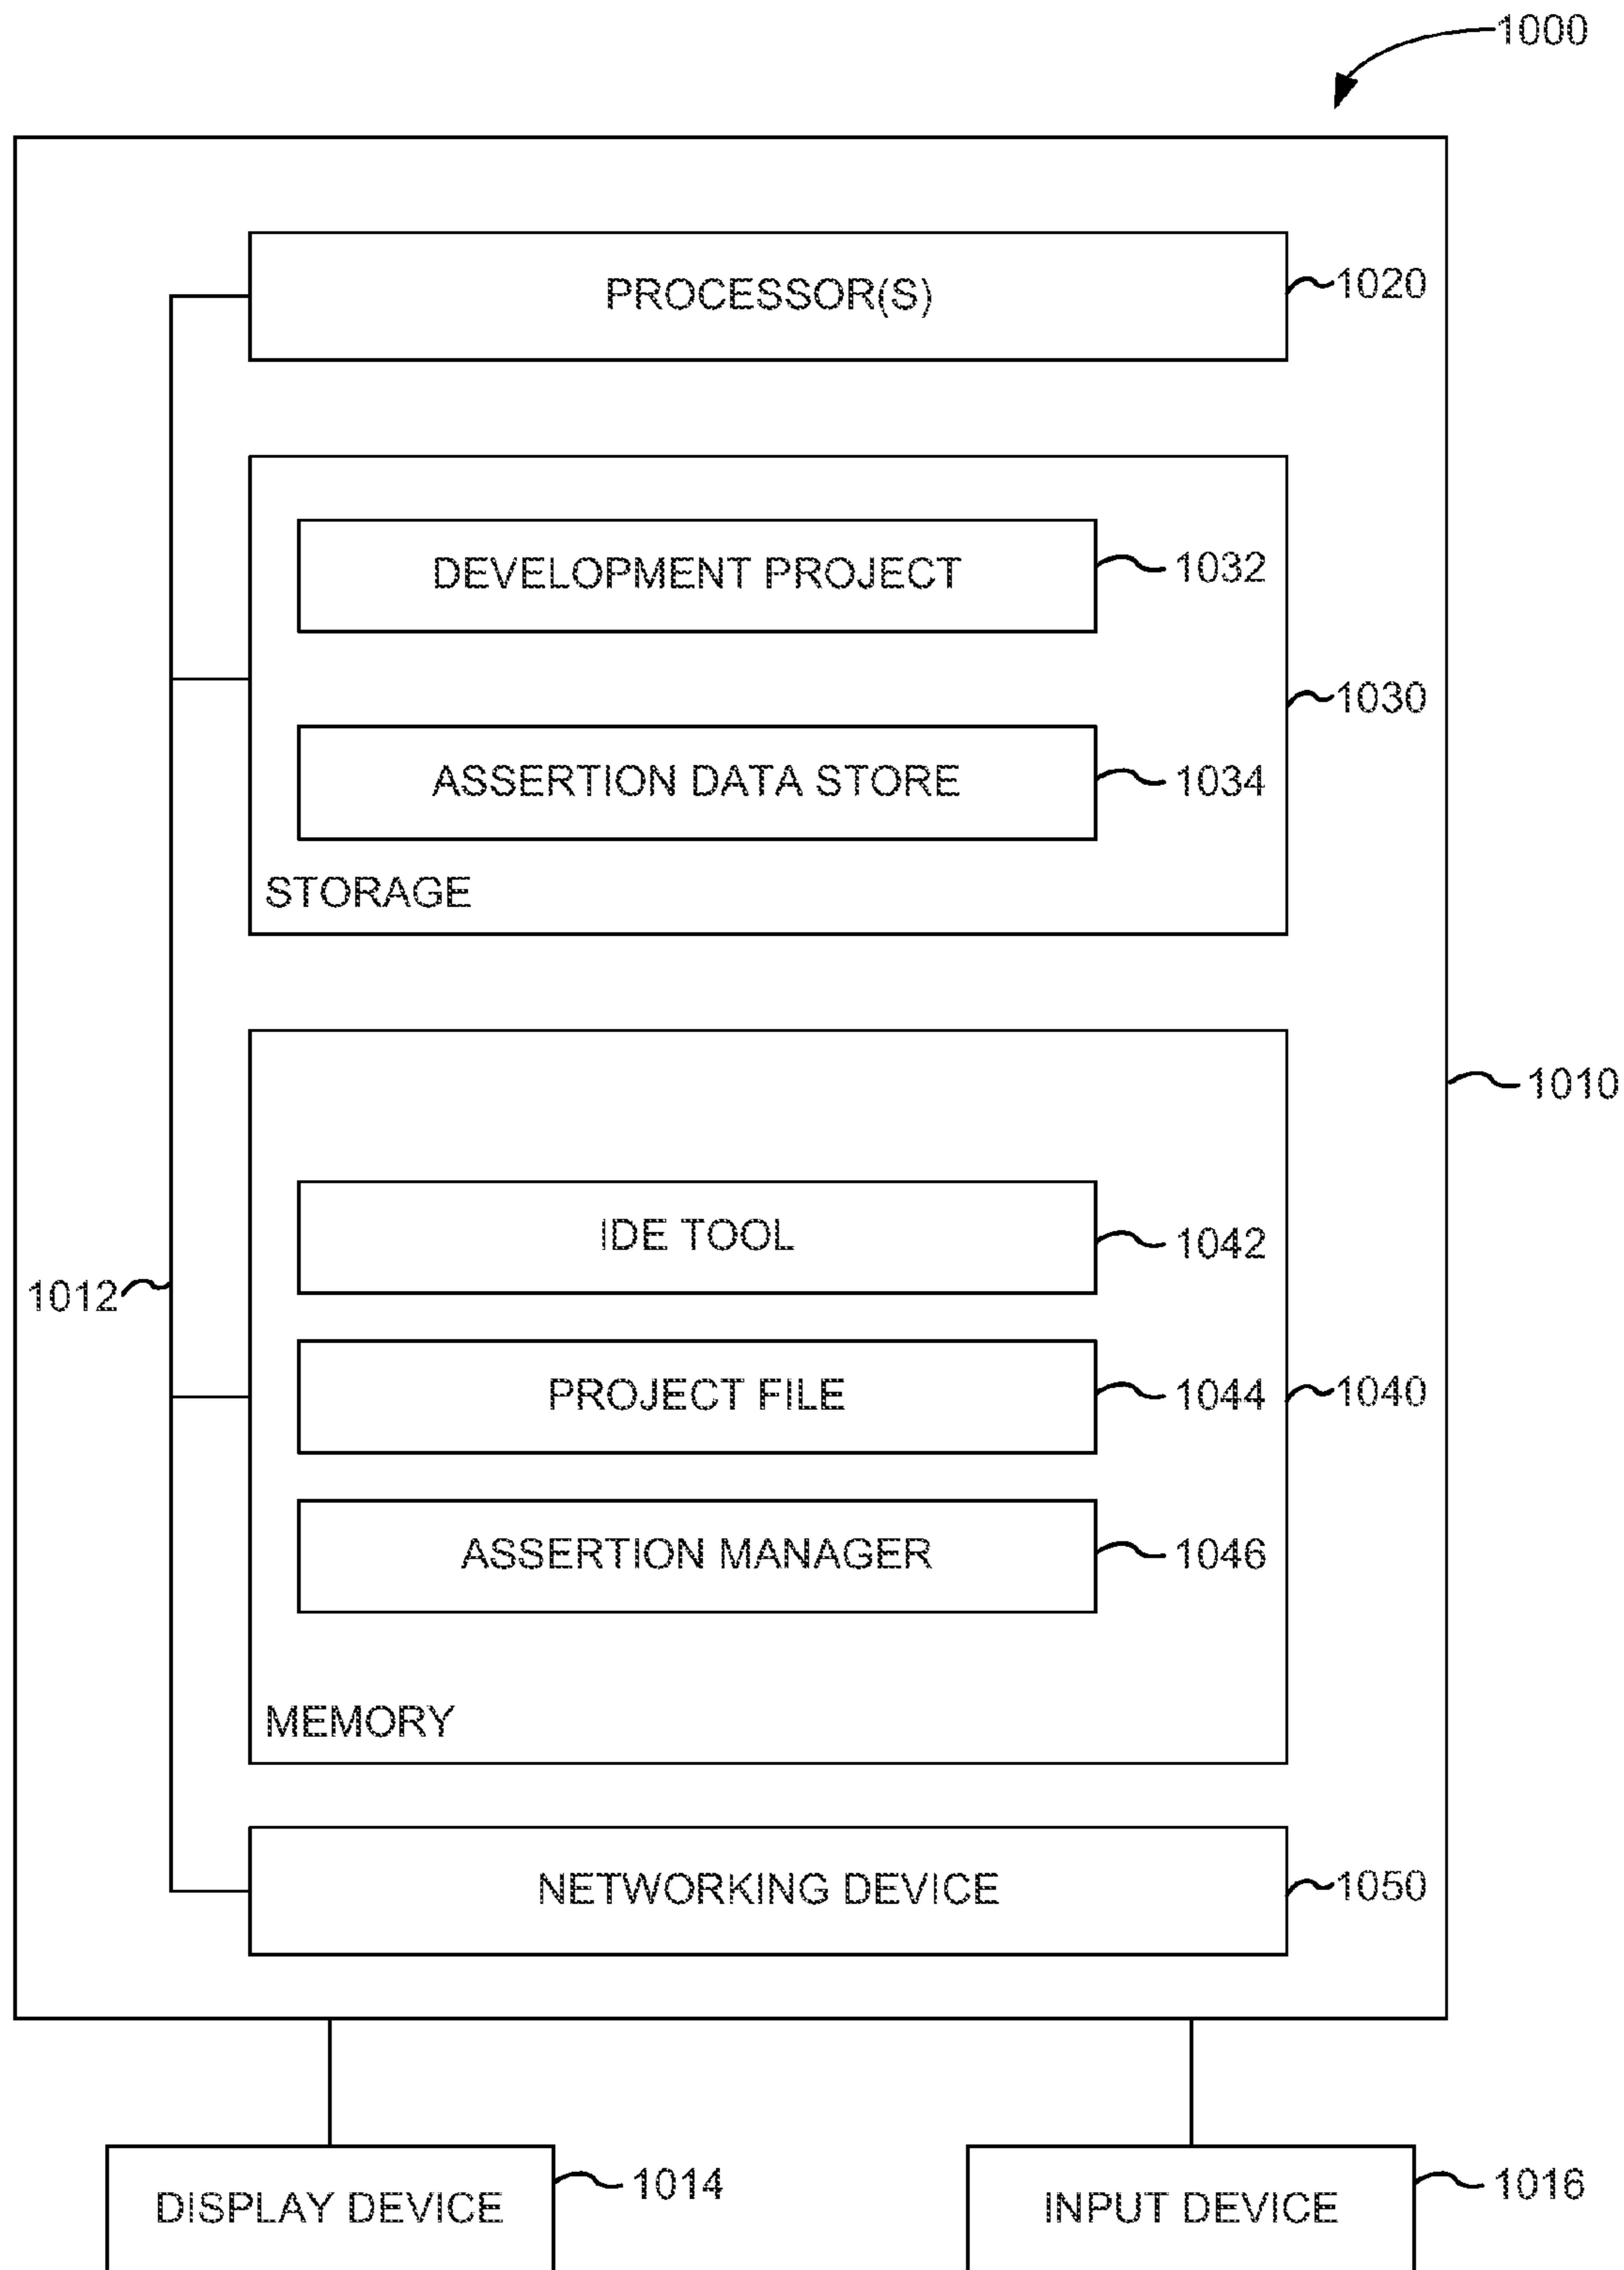 1000
PROCESSOR(S)
1020
DEVELOPMENT PROJECT
1032
1030
ASSERTION DATA STORE
1034
STORAGE
1010
IDE TOOL
1042
1012
PROJECT FILE
1044
1040
ASSERTION MANAGER
1046
MEMORY
NETWORKING DEVICE
1050
DISPLAY DEVICE
1014
INPUT DEVICE
1016